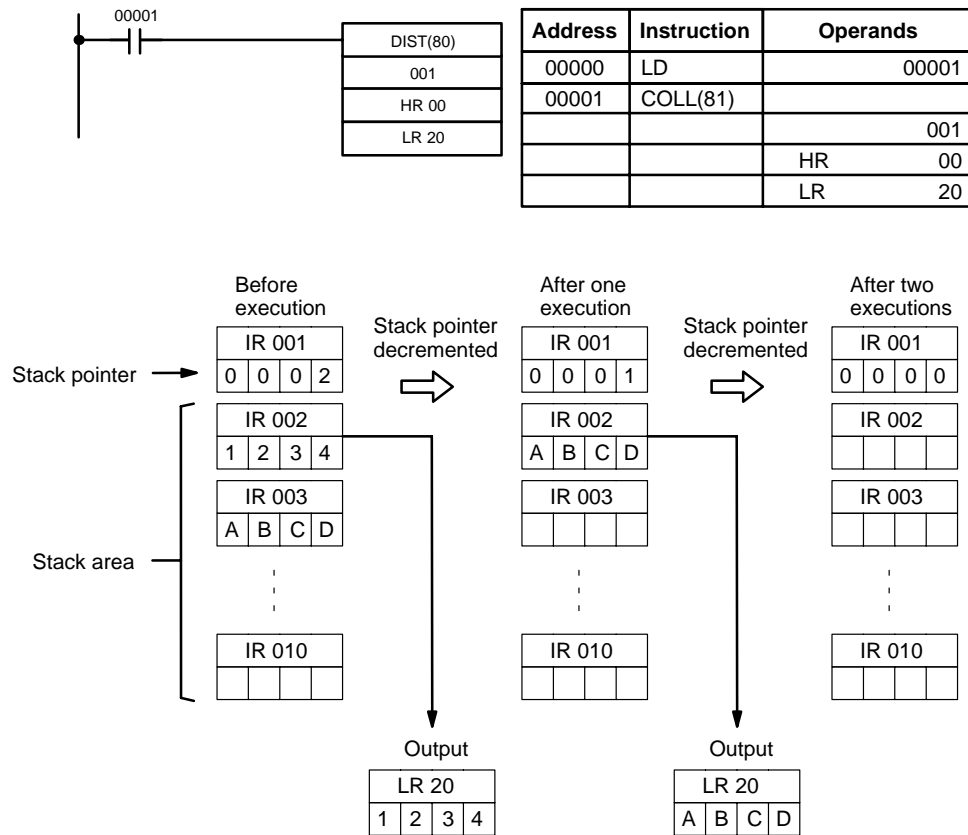 00001
DIST(80)
001
HR 00
LR 20
Address Instruction Operands
00000 LD 00001
00001 COLL(81)
001
HR 00
LR 20
Before execution
After one execution
After two executions
Stack pointer decremented
Stack pointer decremented
IR 001
IR 001
IR 001
Stack pointer
0 0 0 2
0 0 0 1
0 0 0 0
IR 002
IR 002
IR 002
1 2 3 4
A B C D
IR 003
IR 003
IR 003
A B C D
Stack area
IR 010
IR 010
IR 010
Output
Output
LR 20
LR 20
1 2 3 4
A B C D